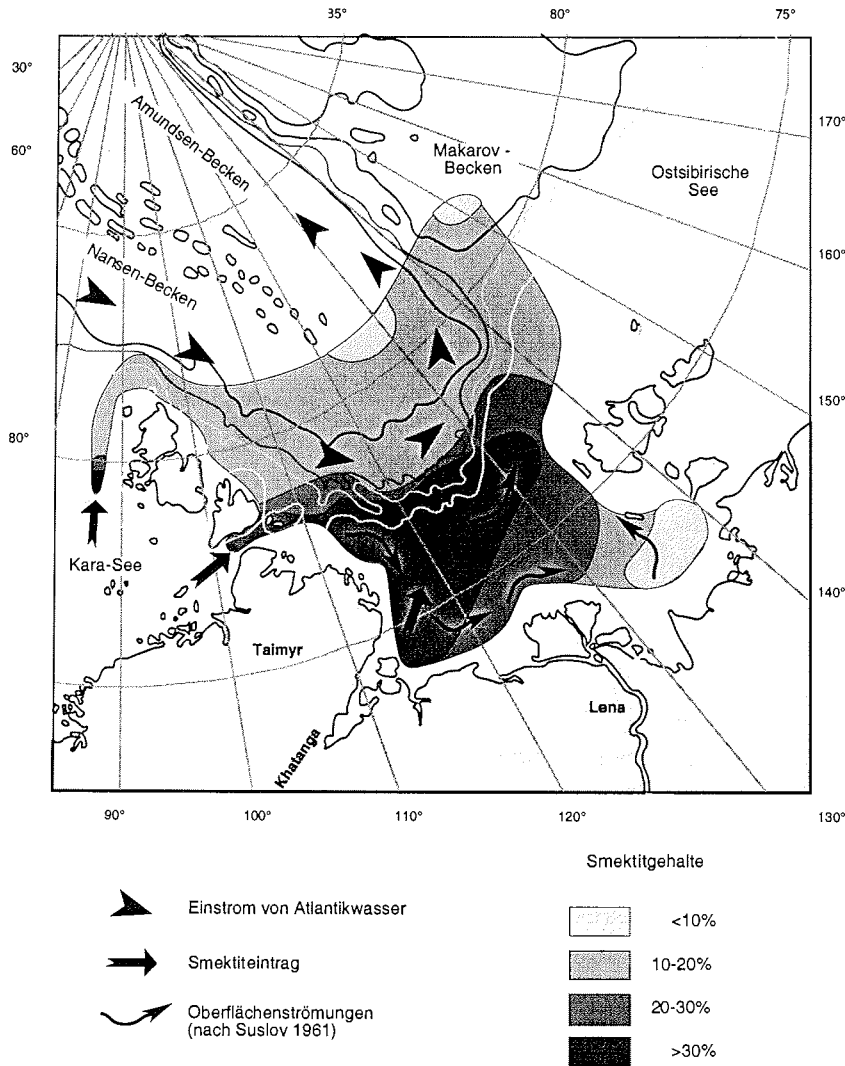 35°
80°
75°
30°
60°
80°
170°
160°
150°
140°
130°
90°
100°
110°
120°
Amundsen-Becken
Nansen-Becken
Makarov -
Becken
Ostsibirische
See
Kara-See
Taimyr
Khatanga
Lena
Smektitgehalte
Einstrom von Atlantikwasser
Smektiteintrag
Oberflächenströmungen
(nach Suslov 1961)
<10%
10-20%
20-30%
>30%